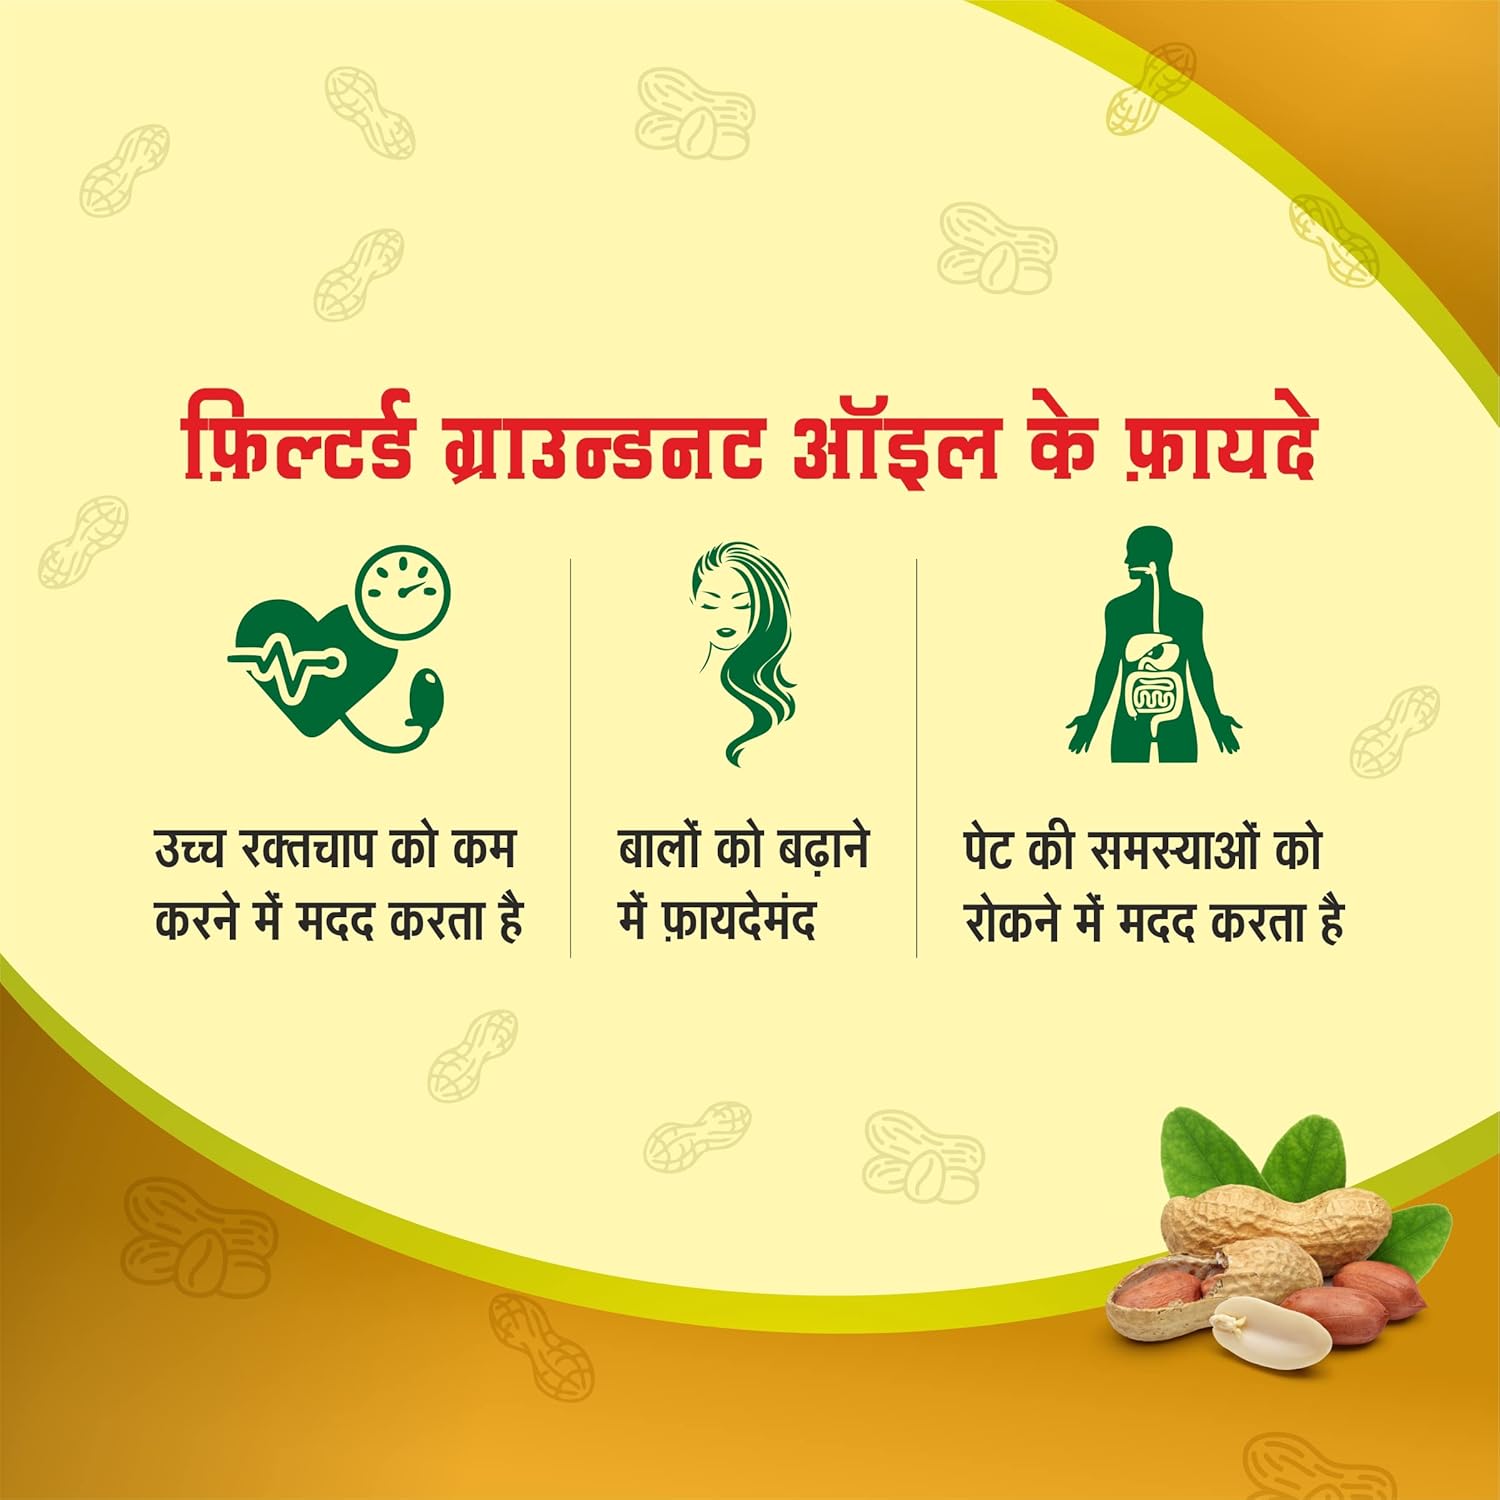 फ़िल्टर्ड ग्राउन्डनट ऑइल के फ़ायदे
उच्च रक्तचाप को कम
करने में मदद करता है
बालों को बढ़ाने
में फ़ायदेमंद
पेट की समस्याओं को
रोकने में मदद करता है